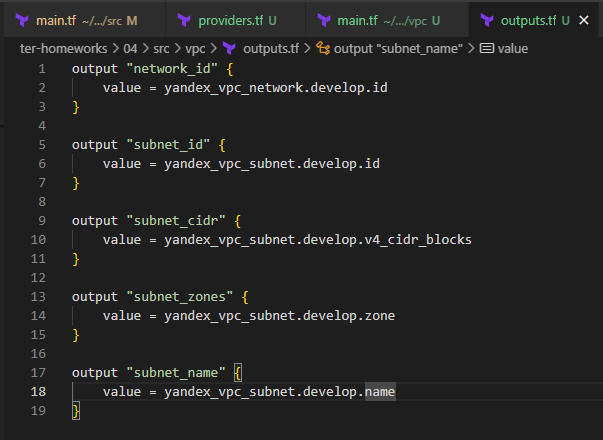 main.tf ~/.../src M providers.tf U main.tf ~/.../vpc U outputs.tf U ×
ter-homeworks > 04 > src > vpc > outputs.tf > output "subnet_name" > value
1 output "network_id" {
2 value = yandex_vpc_network.develop.id
3 }
4
5 output "subnet_id" {
6 value = yandex_vpc_subnet.develop.id
7 }
8
9 output "subnet_cidr" {
10 value = yandex_vpc_subnet.develop.v4_cidr_blocks
11 }
12
13 output "subnet_zones" {
14 value = yandex_vpc_subnet.develop.zone
15 }
16
17 output "subnet_name" {
18 value = yandex_vpc_subnet.develop.name
19 }